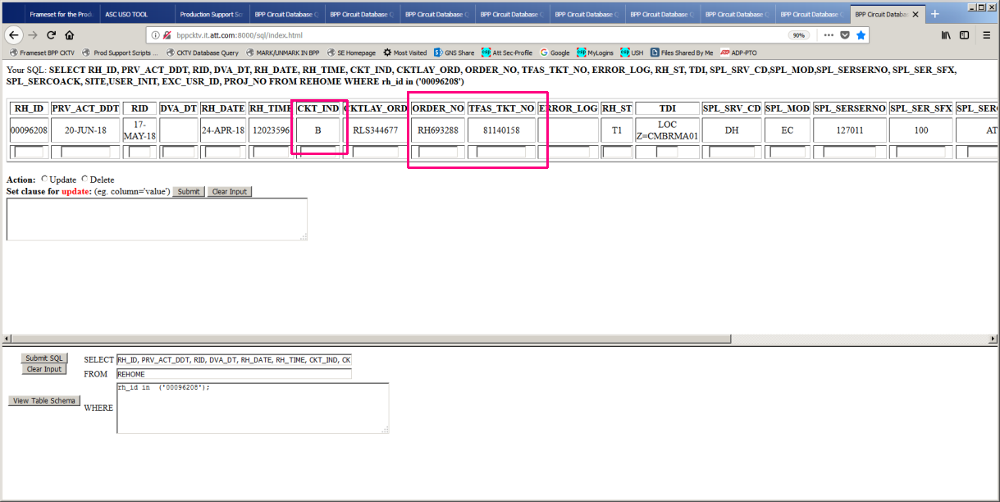 Frameset for the Prod
ASC USO TOOL
Production Support Sc
BPP Circuit Database Q
BPP Circuit Database Q
BPP Circuit Database Q
BPP Circuit Database Q
BPP Circuit Database Q
BPP Circuit Database Q
BPP Circuit Database Q
BPP Circuit Database Q
BPP Circuit Databas
bppcktv.it.att.com:8000/sql/index.html
90%
Frameset BPP CKTV
Prod Support Scripts ...
CKTV Database Query
MARK/UNMARK IN BPP
SE Homepage
Most Visited
GNS Share
Att Sec-Profile
Google
MyLogins
USH
Files Shared By Me
ADP-PTO
Your SQL: SELECT RH_ID, PRV_ACT_DDT, RID, DVA_DT, RH_DATE, RH_TIME, CKT_IND, CKTLAY_ORD, ORDER_NO, TFAS_TKT_NO, ERROR_LOG, RH_ST, TDI, SPL_SRV_CD,SPL_MOD,SPL_SERSERNO, SPL_SER_SFX,
SPL_SERCOACK, SITE,USER_INIT, EXC_USR_ID, PROJ_NO FROM REHOME WHERE rh_id in ('00096208')
RH_ID PRV_ACT_DDT RID DVA_DT RH_DATE RH_TIME CKT_IND CKTLAY_ORD ORDER_NO TFAS_TKT_NO ERROR_LOG RH_ST TDI SPL_SRV_CD SPL_MOD SPL_SERSERNO SPL_SER_SFX SPL_SERC
00096208 20-JUN-18 17-MAY-18 24-APR-18 12023596 B RLS344677 RH693288 81140158 T1 LOC Z=CMBRMA01 DH EC 127011 100 AT
Action: Update Delete
Set clause for update: (eg. column='value') Submit Clear Input
Submit SQL
Clear Input
View Table Schema
SELECT RH_ID, PRV_ACT_DDT, RID, DVA_DT, RH_DATE, RH_TIME, CKT_IND, CK
FROM REHOME
WHERE rh_id in ('00096208');